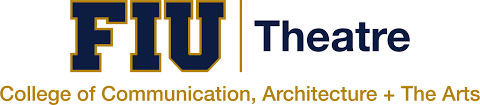 FIU Theatre
College of Communication, Architecture + The Arts